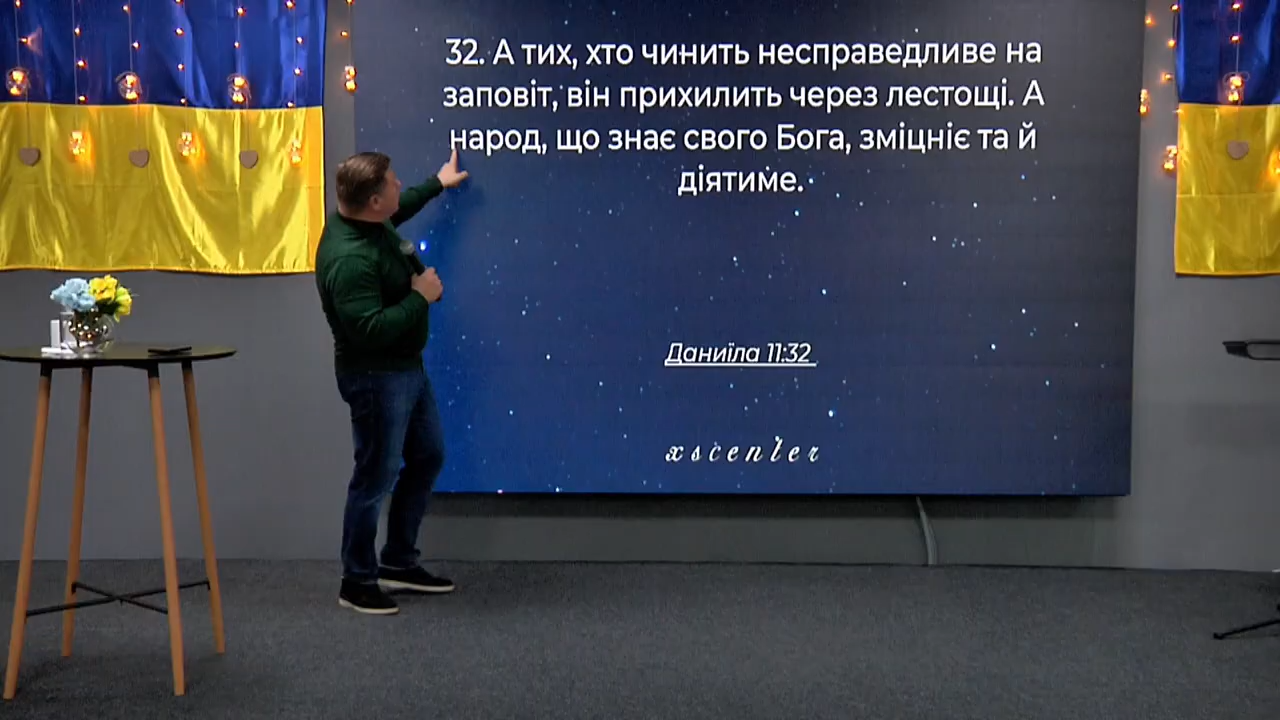 32. А тих, хто чинить несправедливе на
заповіт, він прихилить через лестощі. А
народ, що знає свого Бога, зміцніє та й
діятиме.
Даниїла 11:32
xscenter